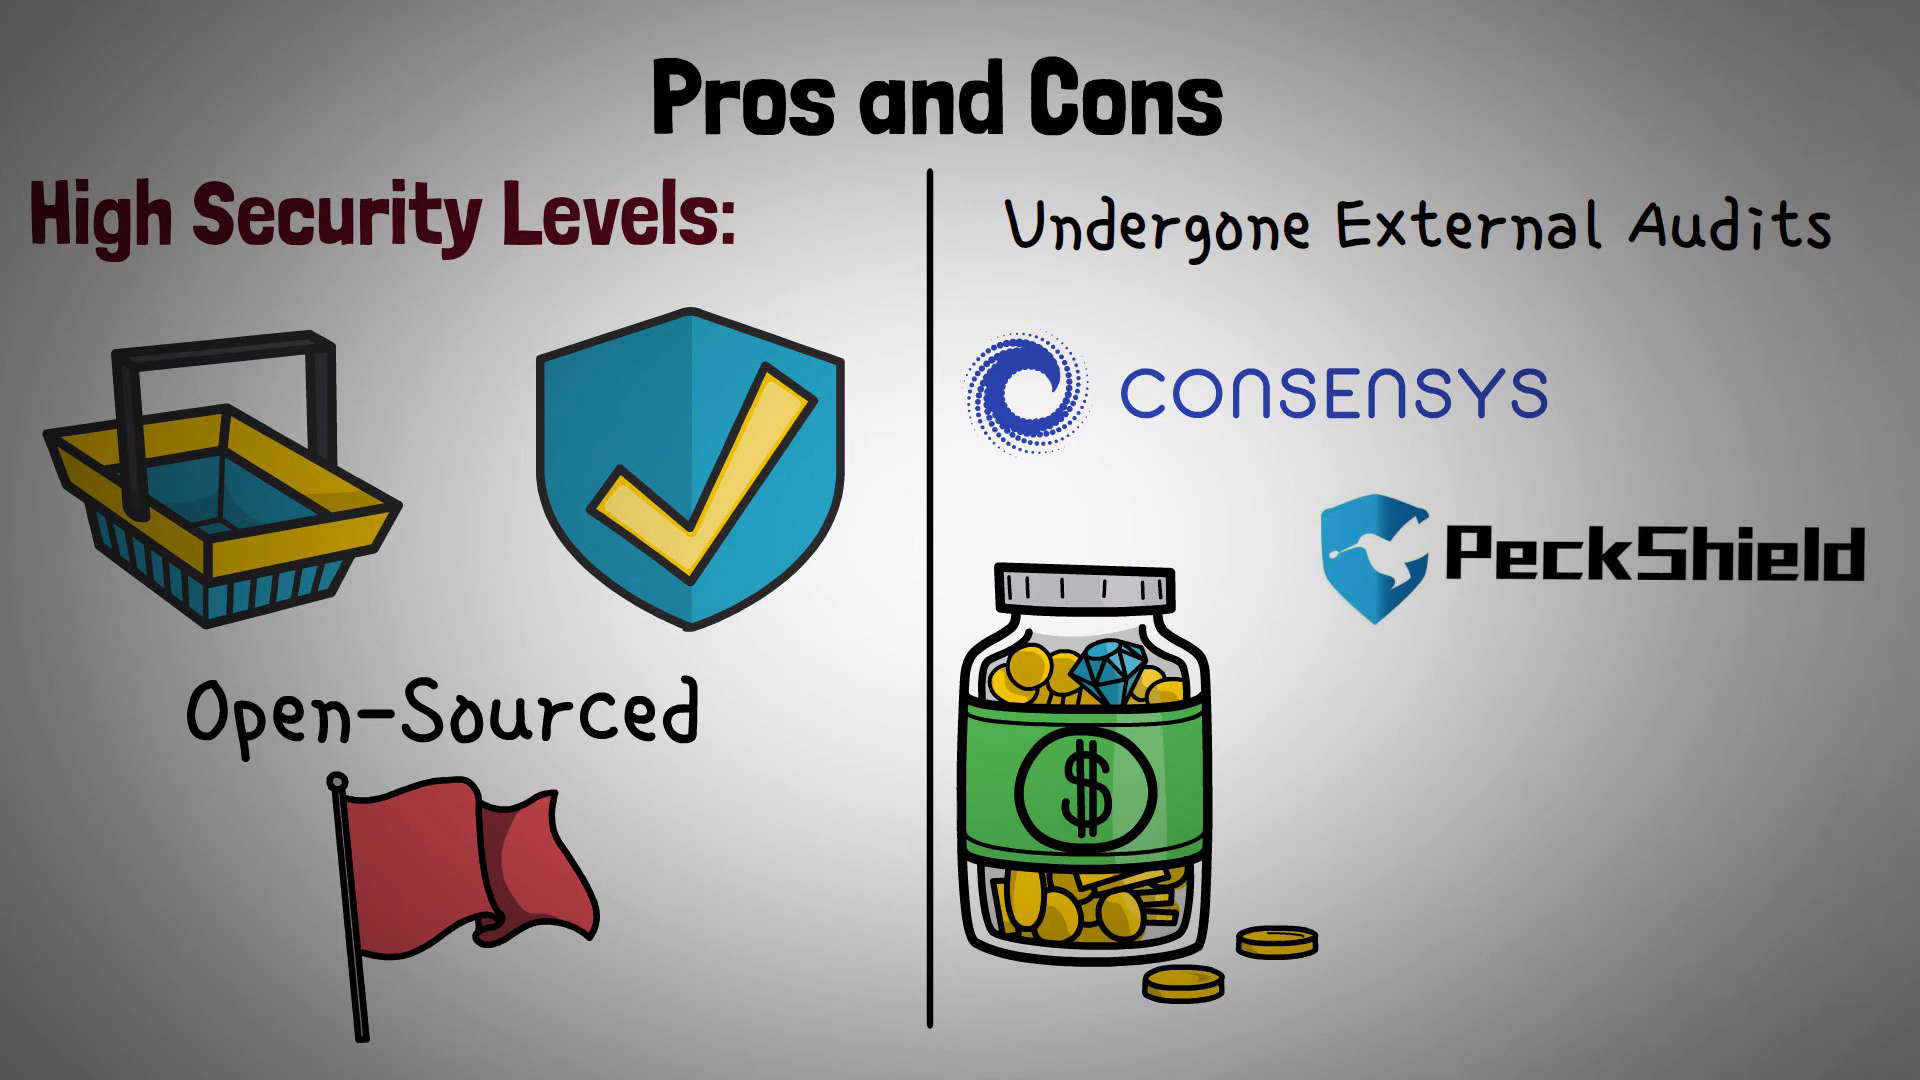 Pros and Cons
High Security Levels:
Open-Sourced
Undergone External Audits
CONSENSYS
PeckShield
$